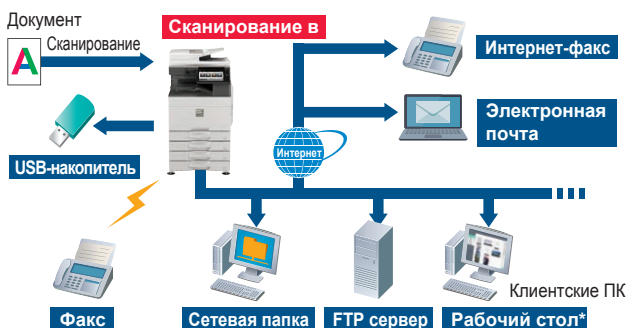 Документ
Сканирование в
Сканирование
A
Интернет-факс
Электронная
почта
USB-накопитель
Интернет
Клиентские ПК
Факс
Сетевая папка
FTP сервер
Рабочий стол*